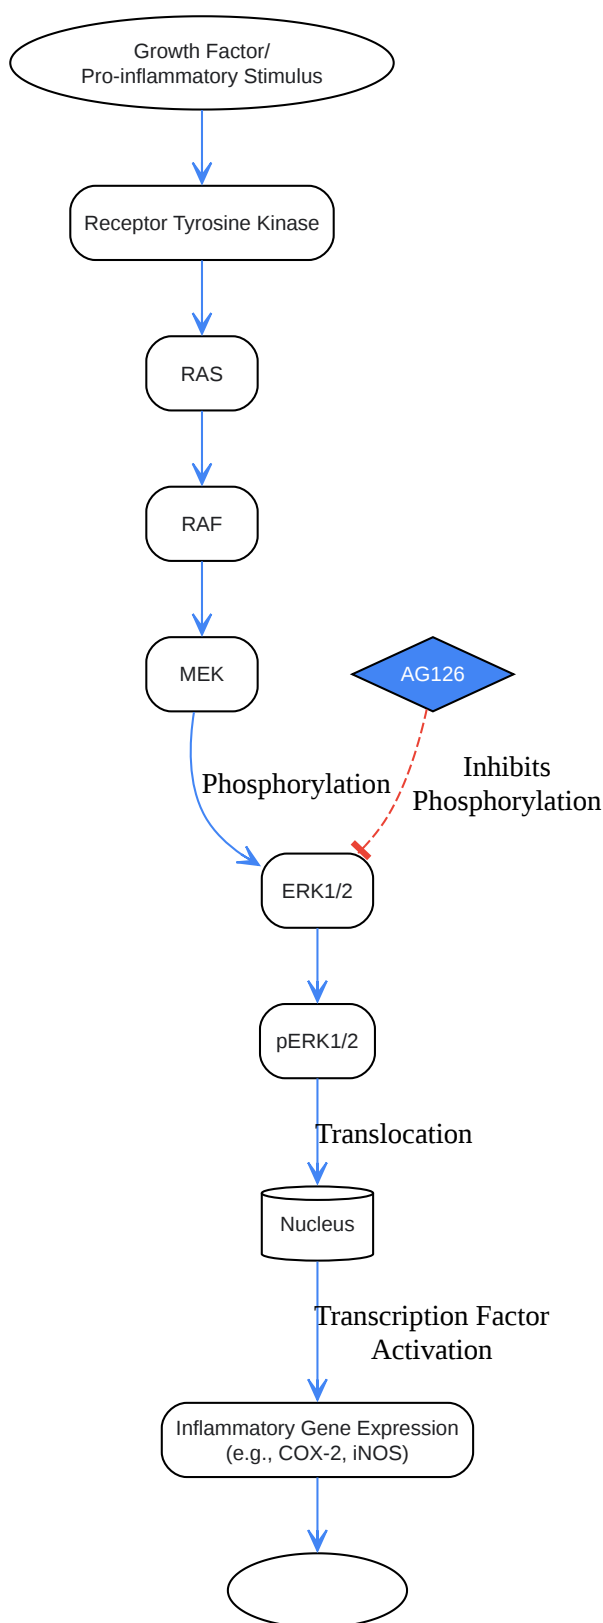 Growth Factor/
Pro-inflammatory Stimulus
Receptor Tyrosine Kinase
RAS
RAF
MEK
AG126
Phosphorylation
Inhibits
Phosphorylation
ERK1/2
pERK1/2
Translocation
Nucleus
Transcription Factor
Activation
Inflammatory Gene Expression
(e.g., COX-2, iNOS)